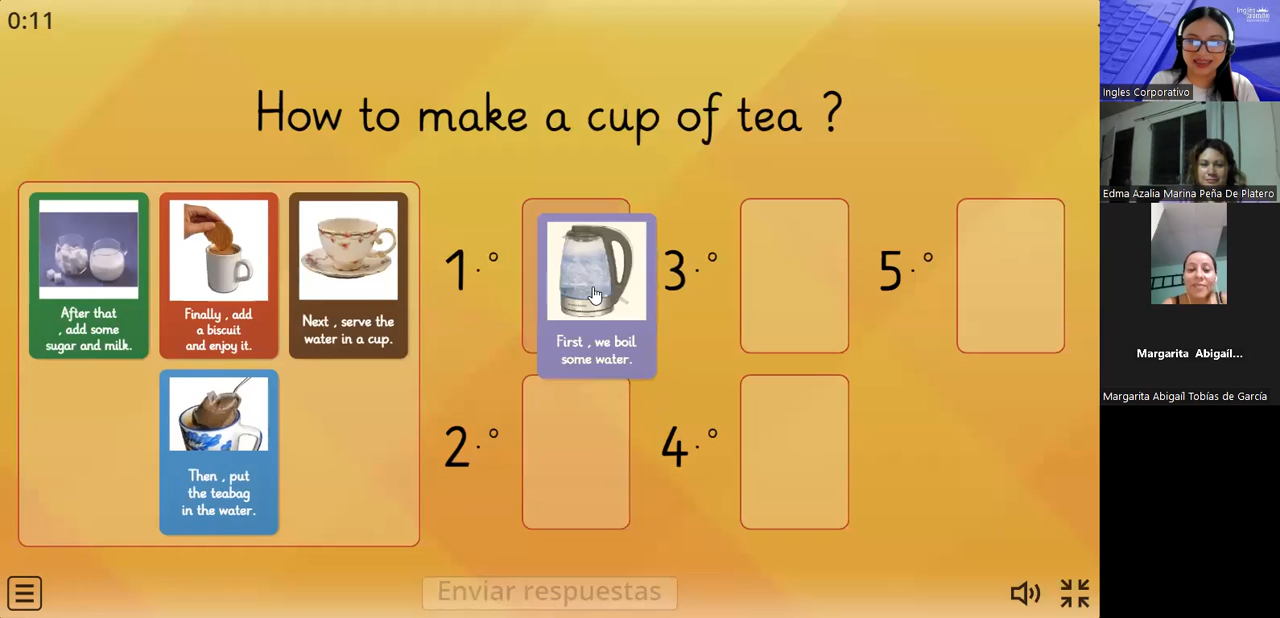 0:11
How to make a cup of tea ?
After that
, add some
sugar and milk.
Finally , add
a biscuit
and enjoy it.
Next , serve the
water in a cup.
Then , put
the teabag
in the water.
First , we boil
some water.
1.°
2.°
3.°
4.°
5.°
Enviar respuestas
Ingles Corporativo
Edma Azalia Marina Peña De Platero
Margarita Abigaíl...
Margarita Abigaíl Tobías de García